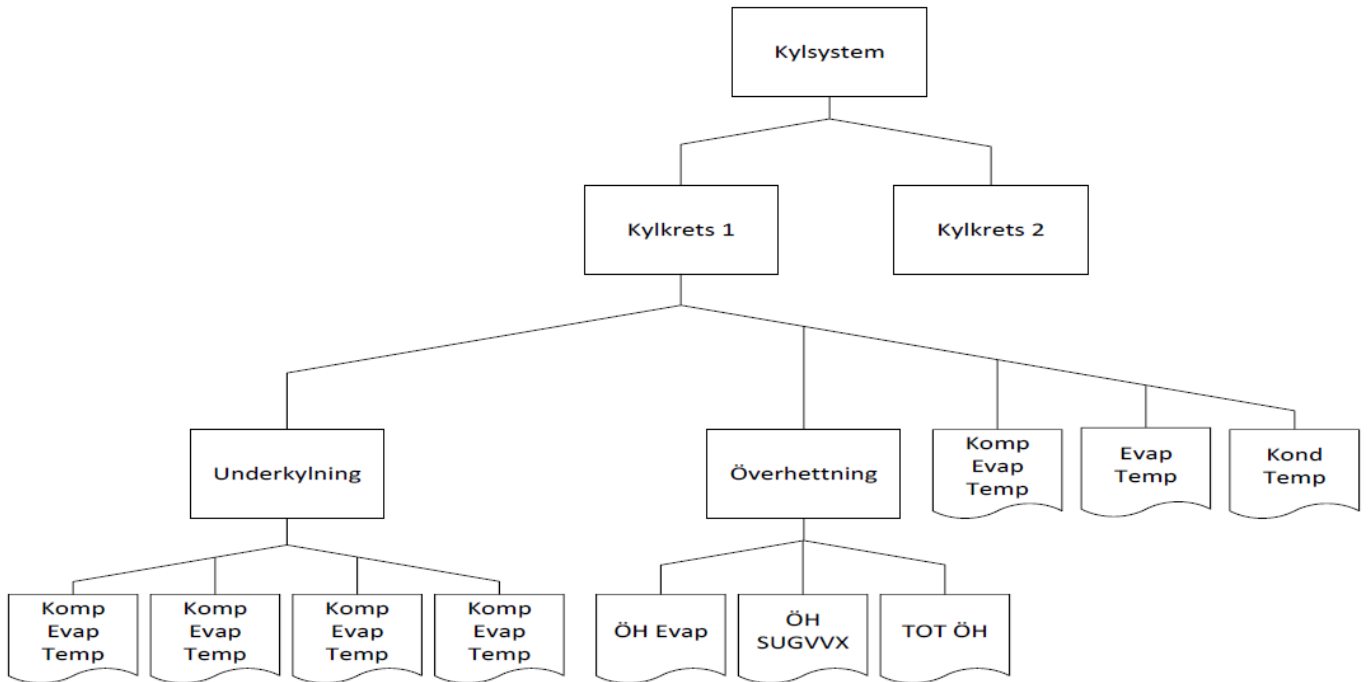 Kylsystem
Kylkrets 1
Kylkrets 2
Underkylning
Överhettning
Komp
Evap
Temp
Evap
Temp
Kond
Temp
Komp
Evap
Temp
Komp
Evap
Temp
Komp
Evap
Temp
Komp
Evap
Temp
ÖH Evap
ÖH
SUGVVX
TOT ÖH